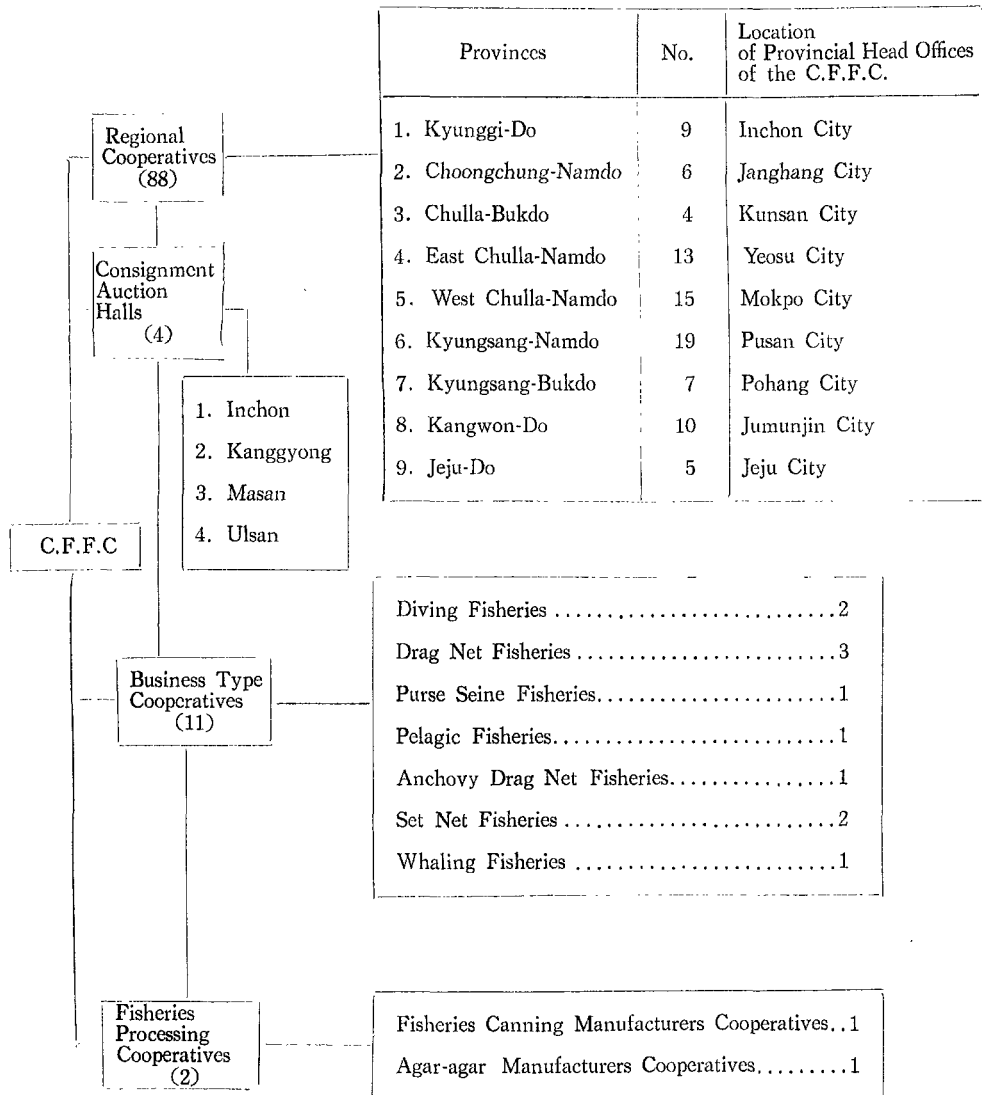 Provinces No. Location
of Provincial Head Offices
of the C.F.F.C.
Regional
Cooperatives
(88)
1. Kyunggi-Do 9 Inchon City
2. Choongchung-Namdo 6 Janghang City
3. Chulla-Bukdo 4 Kunsan City
4. East Chulla-Namdo 13 Yeosu City
5. West Chulla-Namdo 15 Mokpo City
6. Kyungsang-Namdo 19 Pusan City
7. Kyungsang-Bukdo 7 Pohang City
8. Kangwon-Do 10 Jumunjin City
9. Jeju-Do 5 Jeju City
Consignment
Auction
Halls
(4)
1. Inchon
2. Kanggyong
3. Masan
4. Ulsan
C.F.F.C
Business Type
Cooperatives
(11)
Diving Fisheries ...........................2
Drag Net Fisheries .........................3
Purse Seine Fisheries.......................1
Pelagic Fisheries...........................1
Anchovy Drag Net Fisheries................1
Set Net Fisheries ..........................2
Whaling Fisheries .........................1
Fisheries
Processing
Cooperatives
(2)
Fisheries Canning Manufacturers Cooperatives..1
Agar-agar Manufacturers Cooperatives.........1